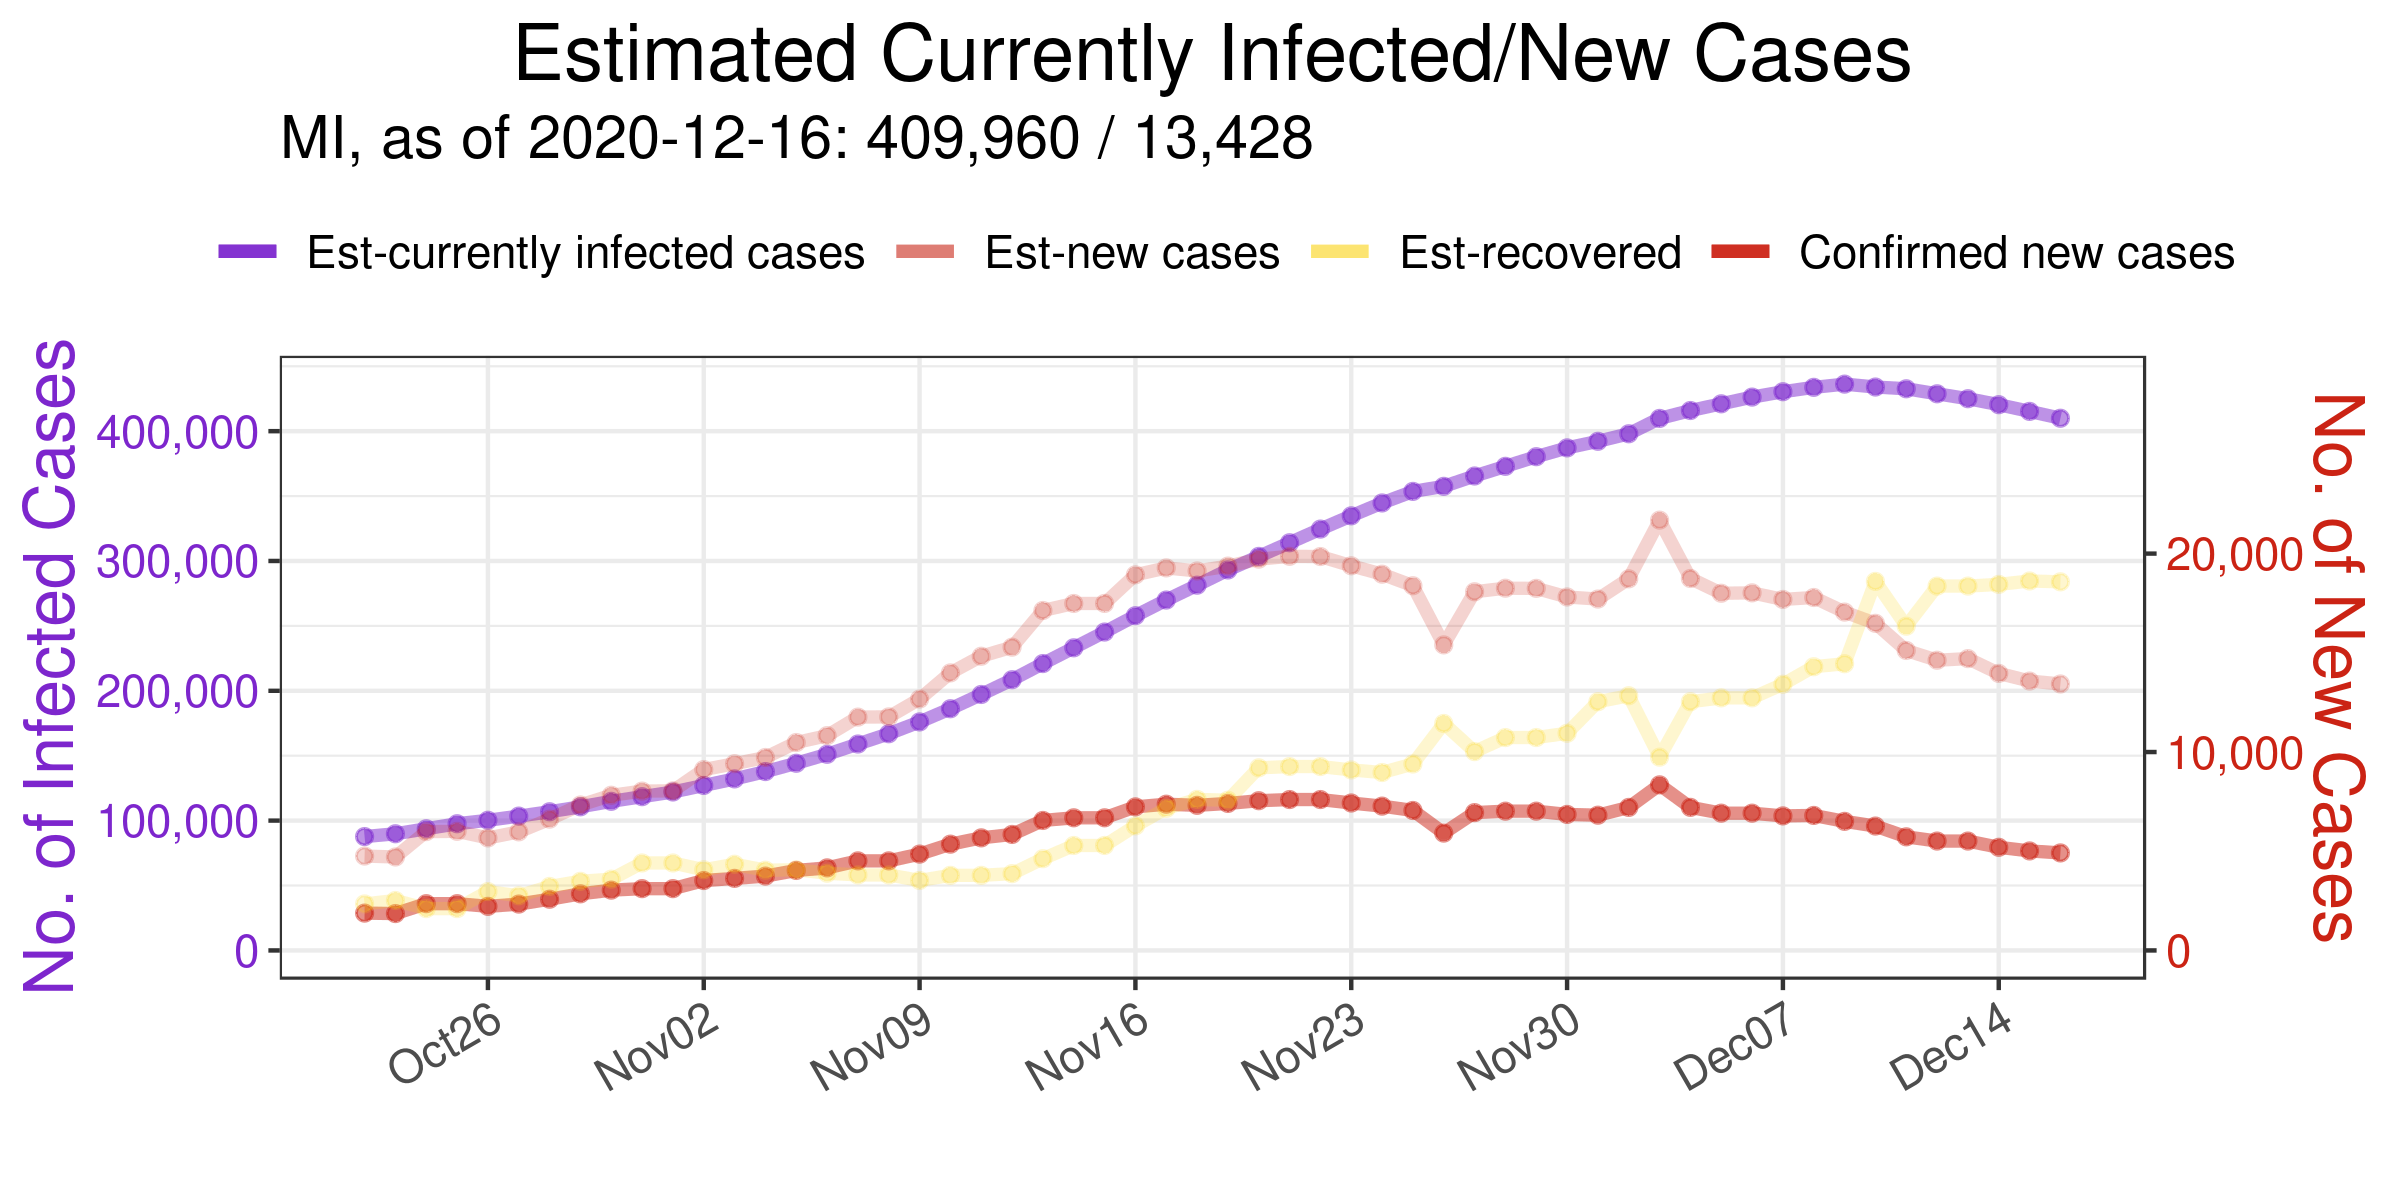 Estimated Currently Infected/New Cases
MI, as of 2020-12-16: 409,960 / 13,428
Est-currently infected cases Est-new cases Est-recovered Confirmed new cases
No. of Infected Cases
400,000
300,000
200,000
100,000
0
20,000
10,000
0
No. of New Cases
Oct26 Nov02 Nov09 Nov16 Nov23 Nov30 Dec07 Dec14